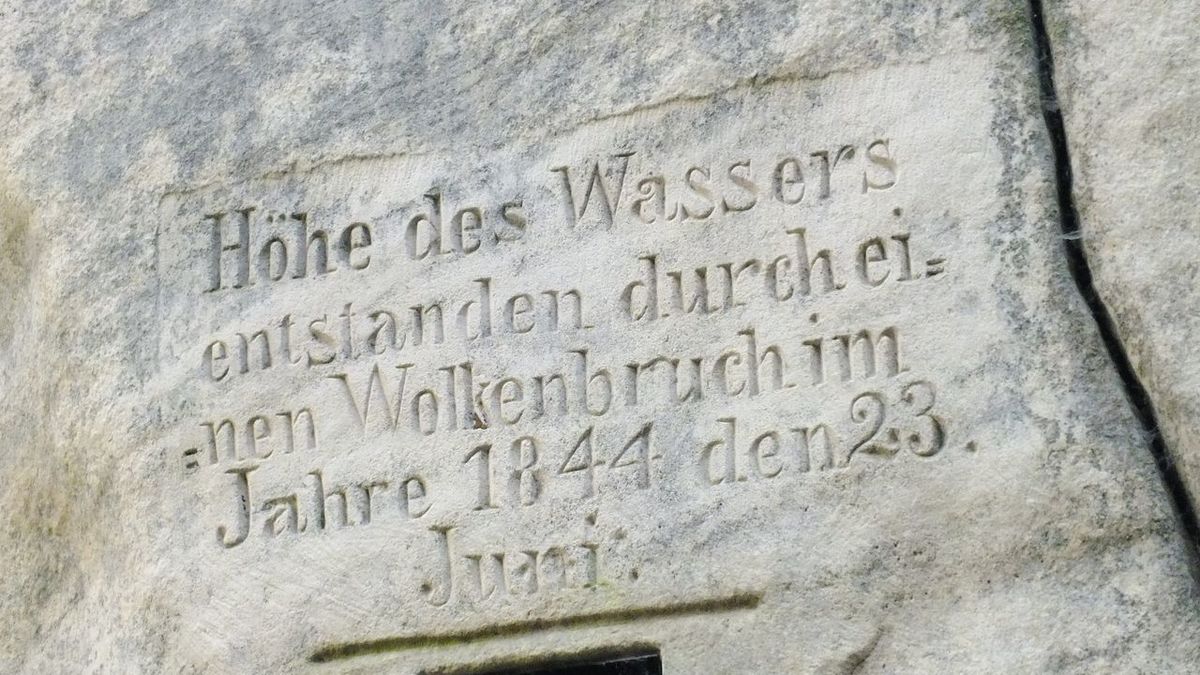 Höhe des Wassers
entstanden durch ei=
=nen Wolkenbruch im
Jahre 1844 den 23.
Juni.